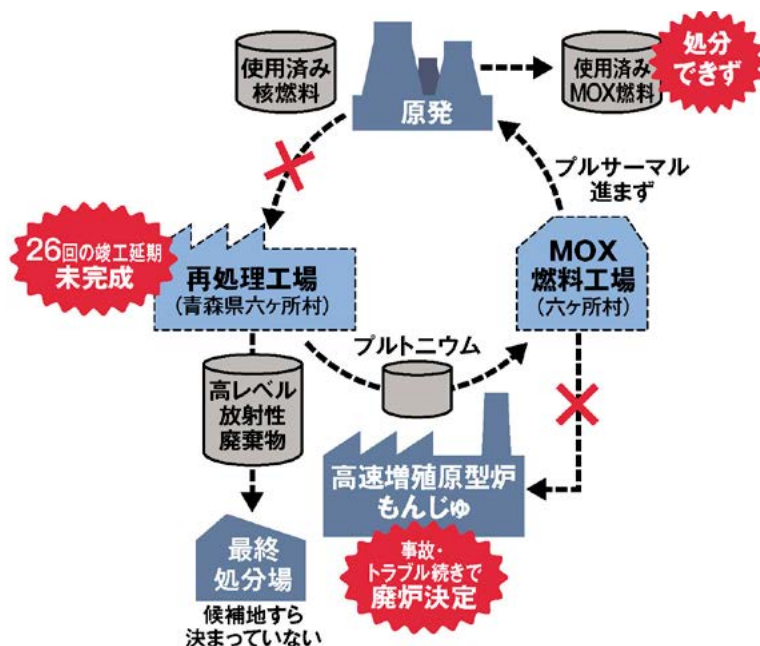 使用済み
核燃料
原発
使用済み
MOX燃料
処分
できず
プルサーマル
進まず
26回の竣工延期
未完成
再処理工場
(青森県六ヶ所村)
MOX
燃料工場
(六ヶ所村)
プルトニウム
高レベル
放射性
廃棄物
高速増殖原型炉
もんじゅ
事故・
トラブル続きで
廃炉決定
最終
処分場
候補地すら
決まっていない